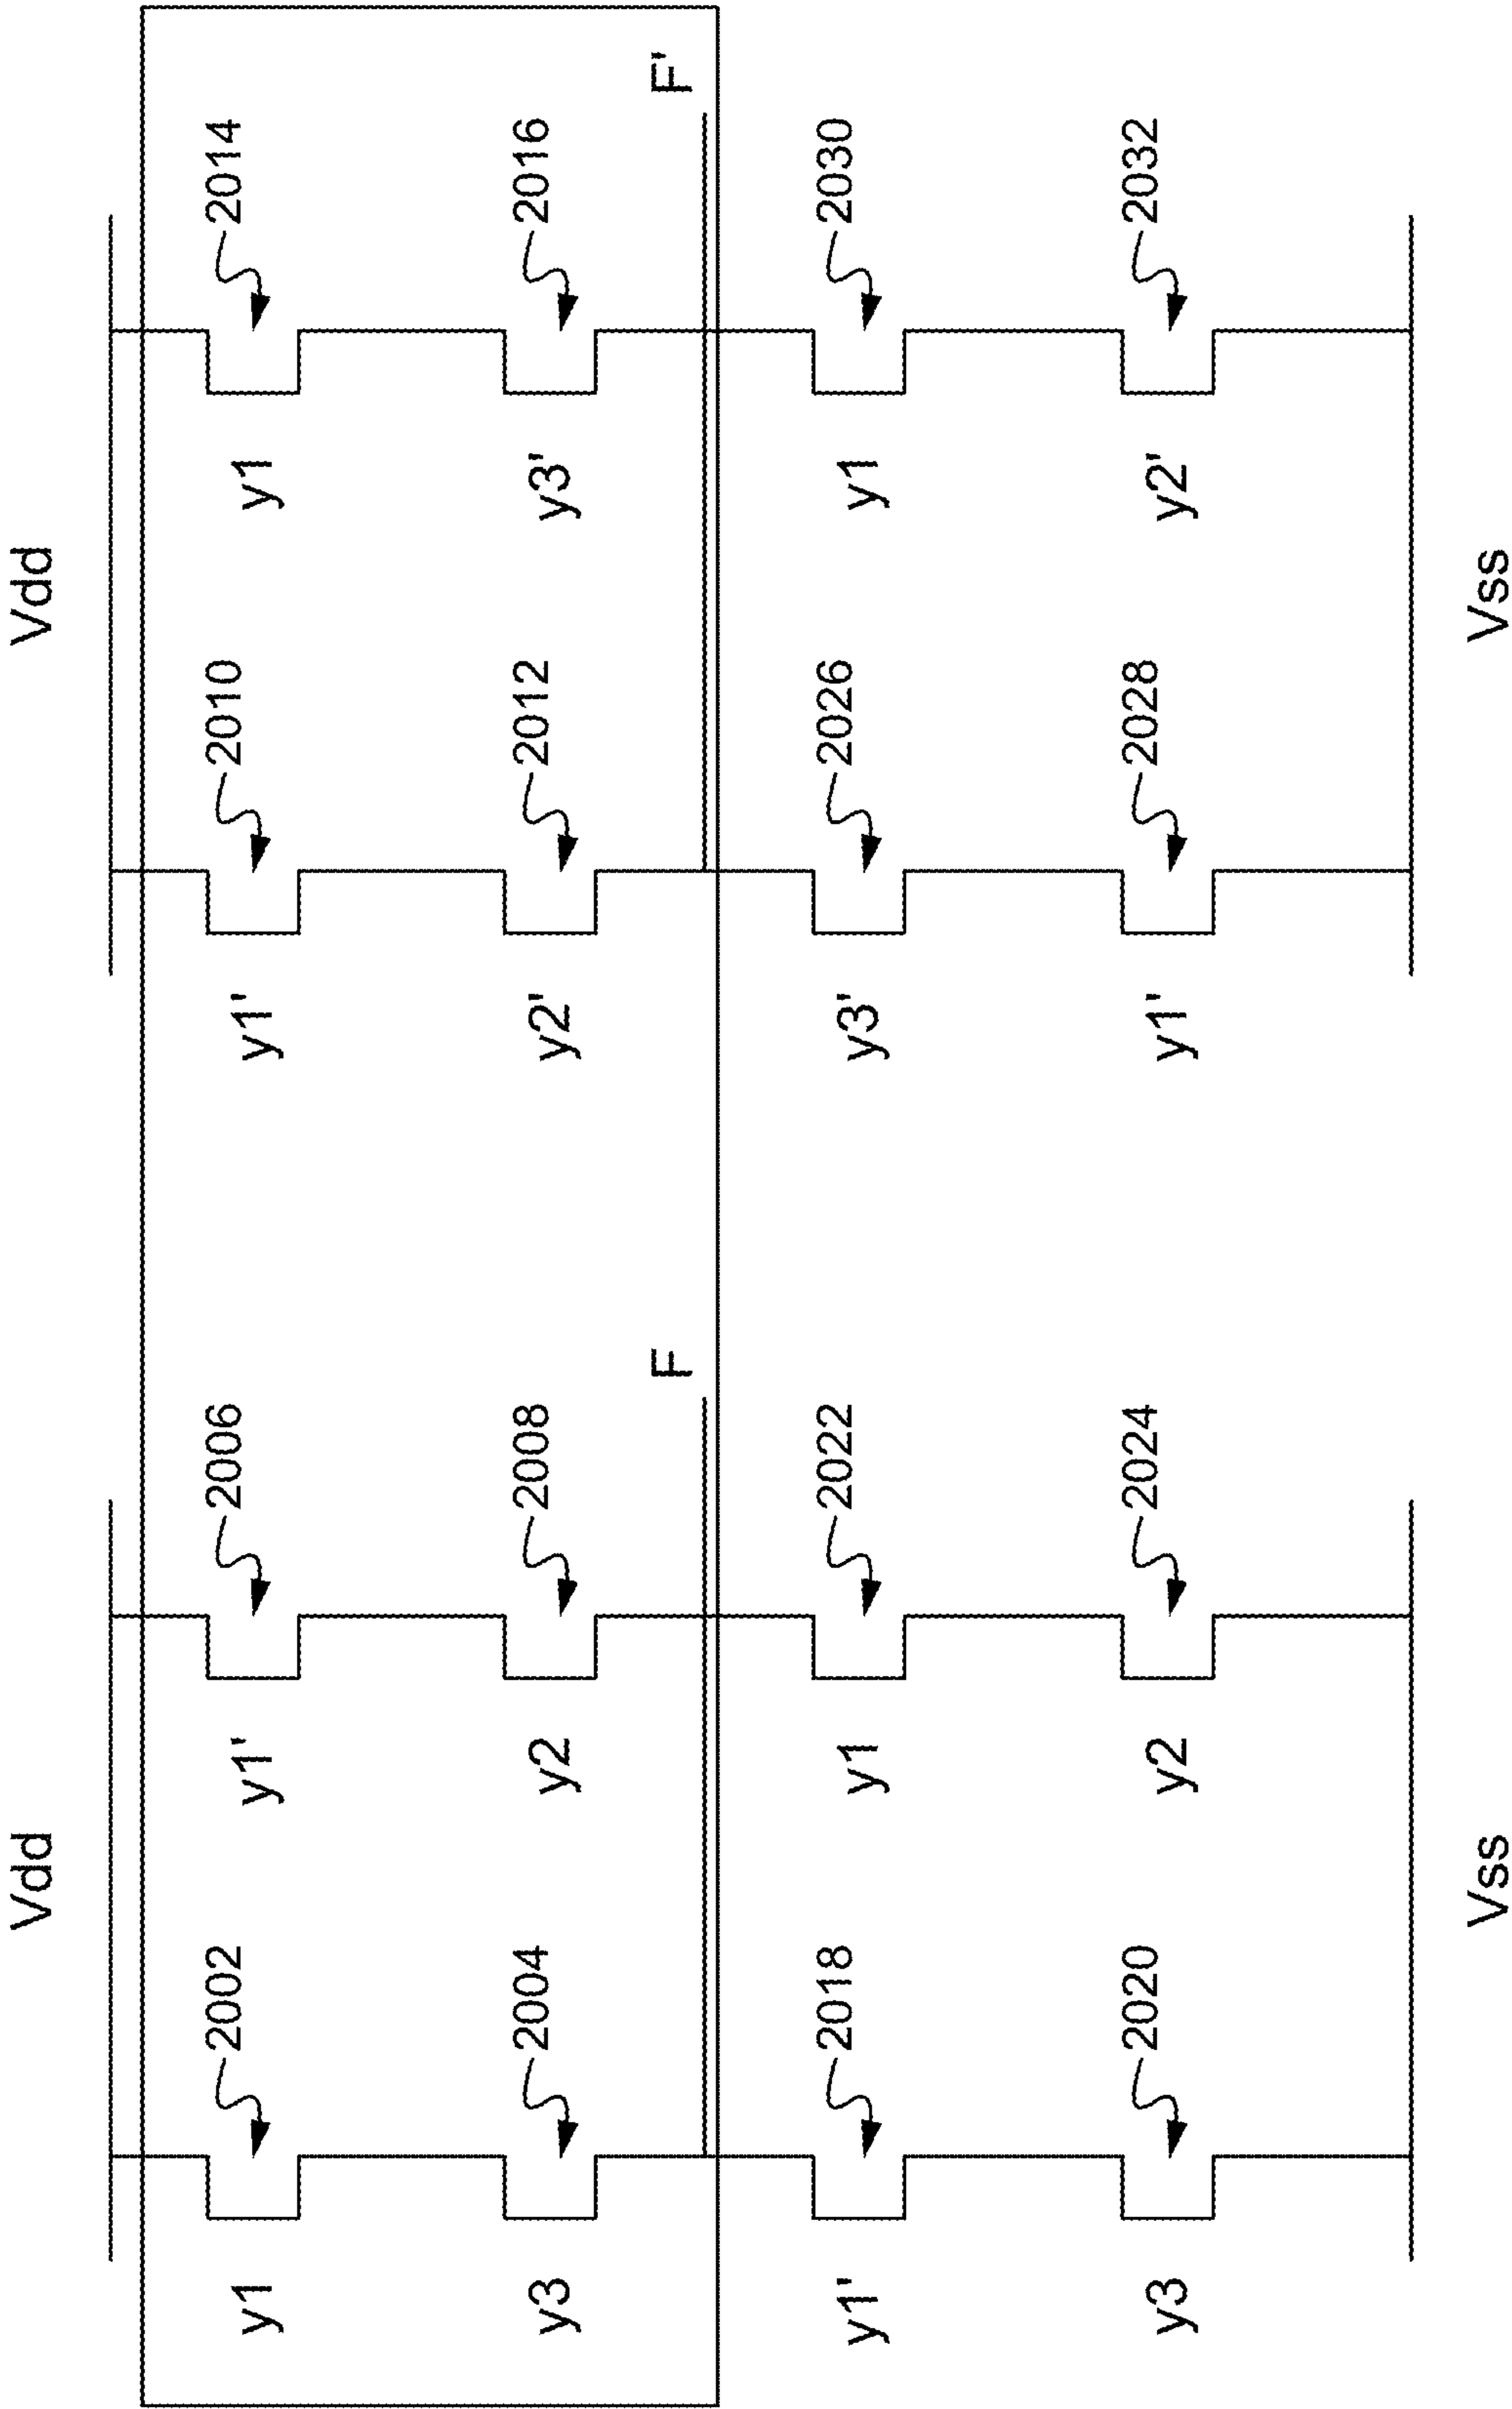 Vdd Vdd
y1 2002 y1' 2006 y1' 2010 y1 2014
y3 2004 y2 2008 y2' 2012 y3' 2016
F F'
y1' 2018 y1 2022 y3' 2026 y1 2030
y3 2020 y2 2024 y1' 2028 y2' 2032
Vss Vss